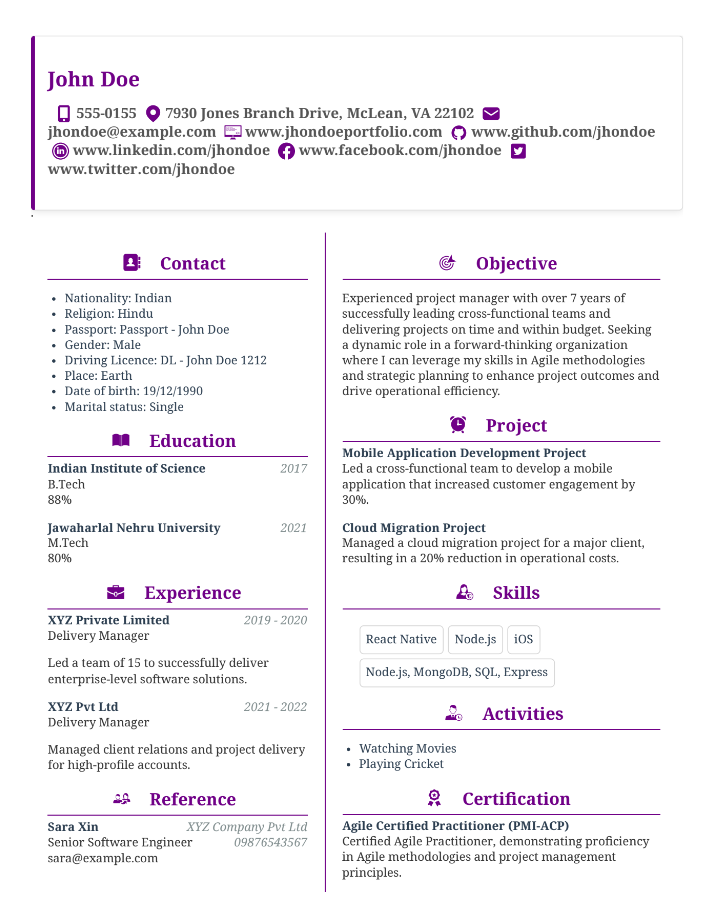 John Doe
555-0155 7930 Jones Branch Drive, McLean, VA 22102
jhondoe@example.com www.jhondoeportfolio.com www.github.com/jhondoe
www.linkedin.com/jhondoe www.facebook.com/jhondoe
www.twitter.com/jhondoe
.
Contact
• Nationality: Indian
• Religion: Hindu
• Passport: Passport - John Doe
• Gender: Male
• Driving Licence: DL - John Doe 1212
• Place: Earth
• Date of birth: 19/12/1990
• Marital status: Single
Education
Indian Institute of Science 2017
B.Tech
88%
Jawaharlal Nehru University 2021
M.Tech
80%
Experience
XYZ Private Limited 2019 - 2020
Delivery Manager
Led a team of 15 to successfully deliver
enterprise-level software solutions.
XYZ Pvt Ltd 2021 - 2022
Delivery Manager
Managed client relations and project delivery
for high-profile accounts.
Reference
Sara Xin XYZ Company Pvt Ltd
Senior Software Engineer 09876543567
sara@example.com
Objective
Experienced project manager with over 7 years of
successfully leading cross-functional teams and
delivering projects on time and within budget. Seeking
a dynamic role in a forward-thinking organization
where I can leverage my skills in Agile methodologies
and strategic planning to enhance project outcomes and
drive operational efficiency.
Project
Mobile Application Development Project
Led a cross-functional team to develop a mobile
application that increased customer engagement by
30%.
Cloud Migration Project
Managed a cloud migration project for a major client,
resulting in a 20% reduction in operational costs.
Skills
React Native Node.js iOS
Node.js, MongoDB, SQL, Express
Activities
• Watching Movies
• Playing Cricket
Certification
Agile Certified Practitioner (PMI-ACP)
Certified Agile Practitioner, demonstrating proficiency
in Agile methodologies and project management
principles.